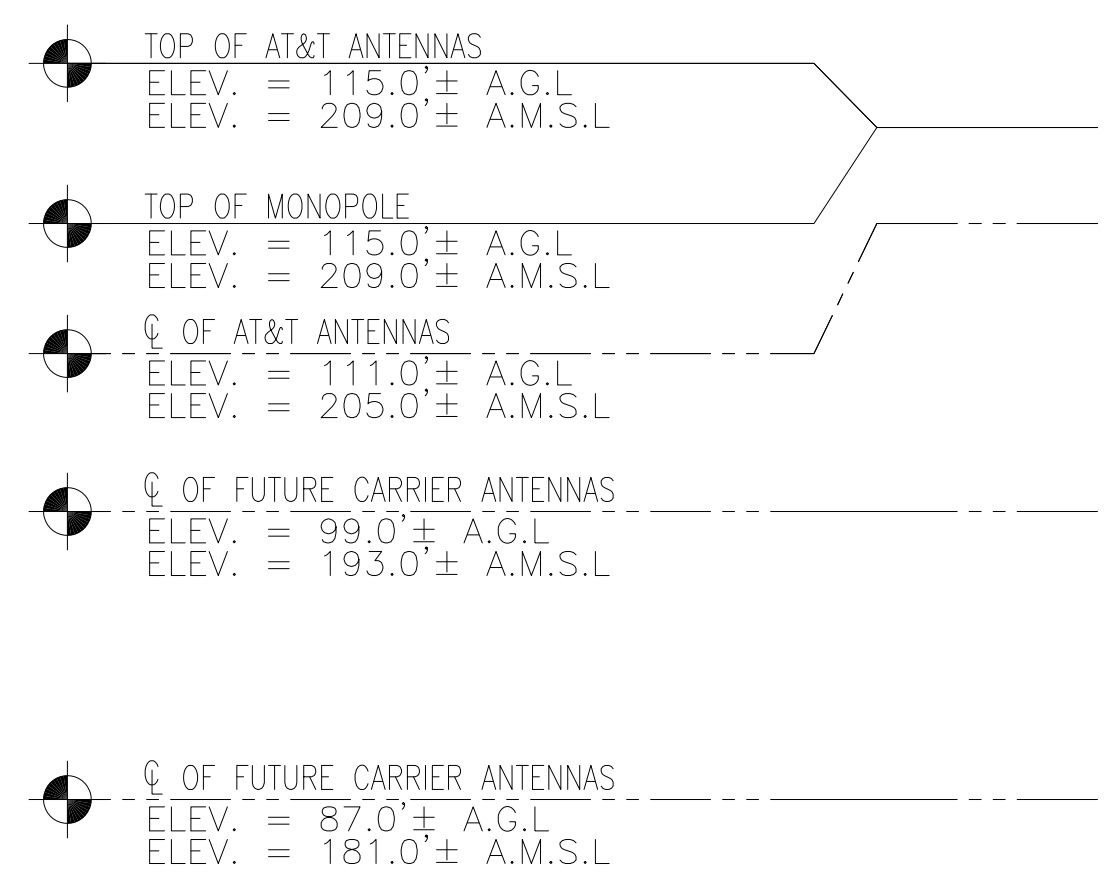 TOP OF AT&T ANTENNAS
ELEV. = 115.0'± A.G.L
ELEV. = 209.0'± A.M.S.L
TOP OF MONOPOLE
ELEV. = 115.0'± A.G.L
ELEV. = 209.0'± A.M.S.L
℄ OF AT&T ANTENNAS
ELEV. = 111.0'± A.G.L
ELEV. = 205.0'± A.M.S.L
℄ OF FUTURE CARRIER ANTENNAS
ELEV. = 99.0'± A.G.L
ELEV. = 193.0'± A.M.S.L
℄ OF FUTURE CARRIER ANTENNAS
ELEV. = 87.0'± A.G.L
ELEV. = 181.0'± A.M.S.L